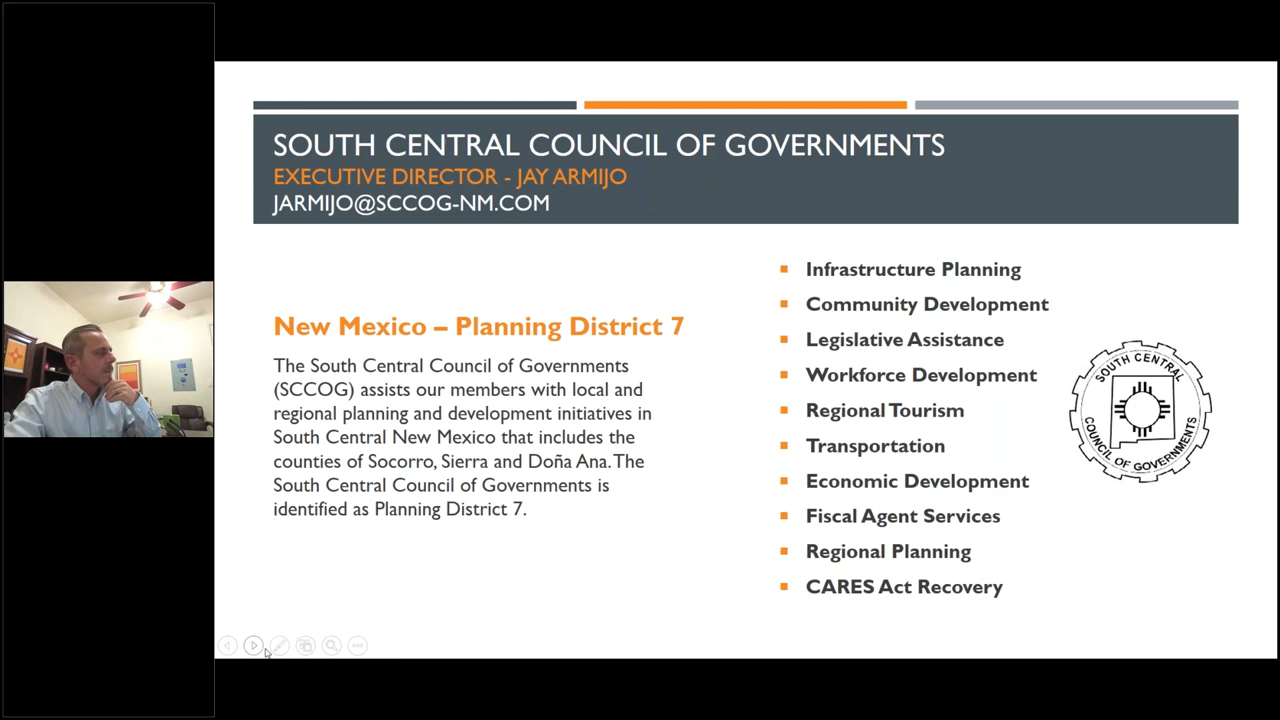 SOUTH CENTRAL COUNCIL OF GOVERNMENTS
EXECUTIVE DIRECTOR - JAY ARMIJO
JARMIJO@SCCOG-NM.COM
New Mexico – Planning District 7
The South Central Council of Governments
(SCCOG) assists our members with local and
regional planning and development initiatives in
South Central New Mexico that includes the
counties of Socorro, Sierra and Doña Ana. The
South Central Council of Governments is
identified as Planning District 7.
Infrastructure Planning
Community Development
Legislative Assistance
Workforce Development
Regional Tourism
Transportation
Economic Development
Fiscal Agent Services
Regional Planning
CARES Act Recovery
SOUTH CENTRAL
COUNCIL OF GOVERNMENTS